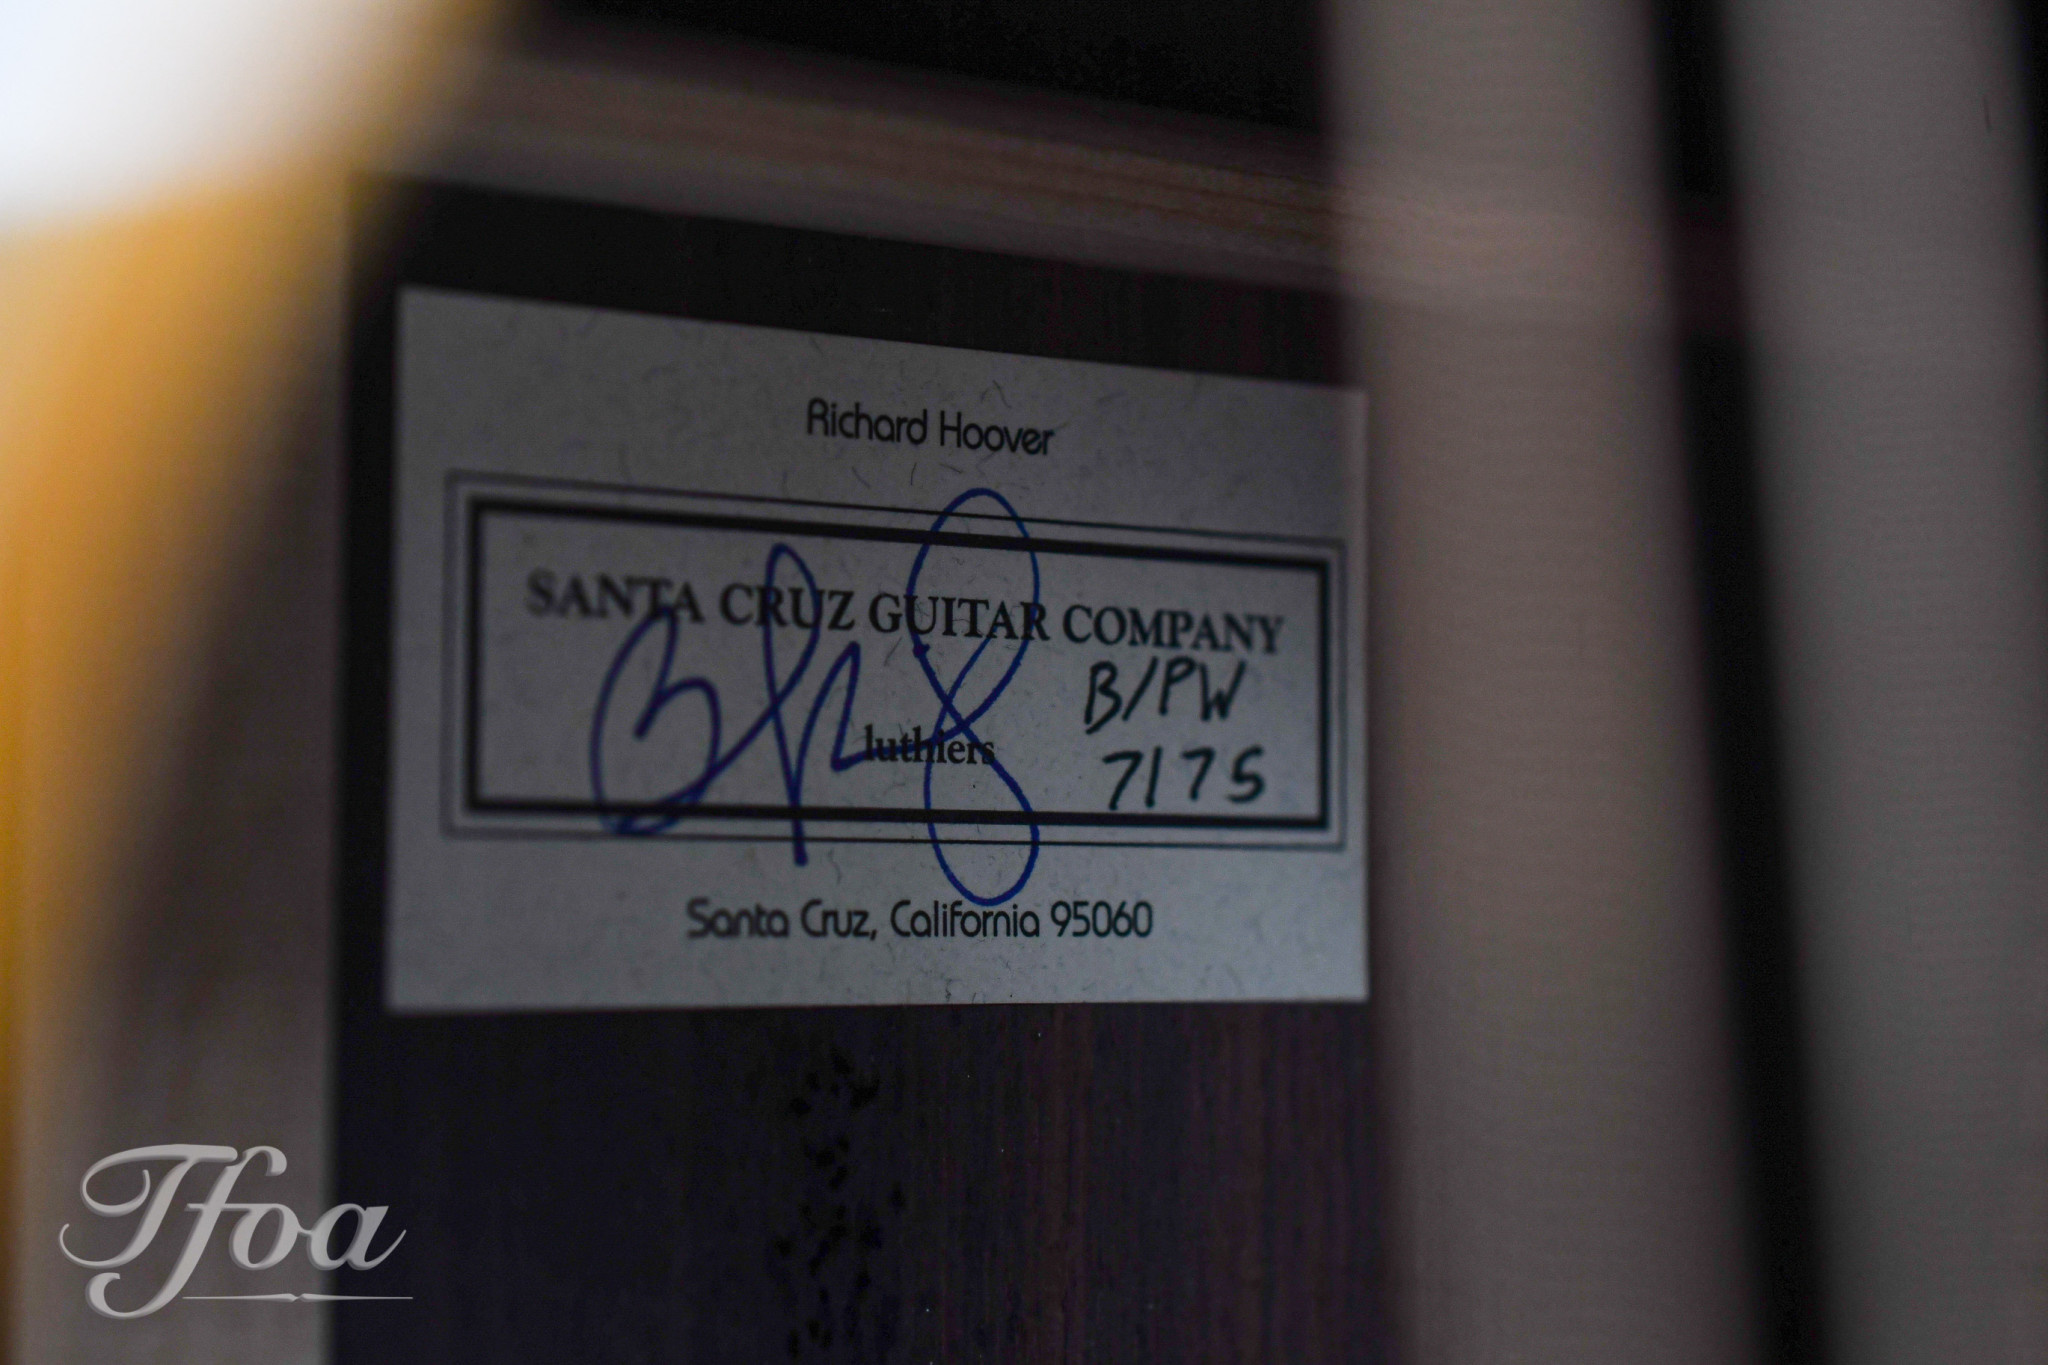 Richard Hoover
SANTA CRUZ GUITAR COMPANY
B/PW
luthiers
7175
Santa Cruz, California 95060
Tfoa